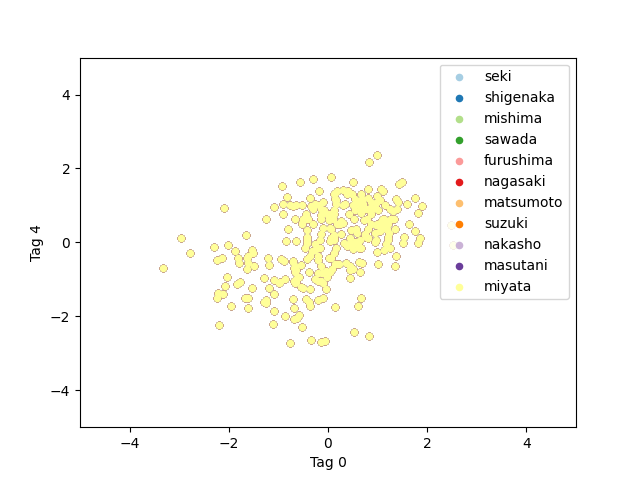 seki
shigenaka
mishima
sawada
furushima
nagasaki
matsumoto
suzuki
nakasho
masutani
miyata
4
2
0
−2
−4
Tag 4
−4
−2
0
2
4
Tag 0